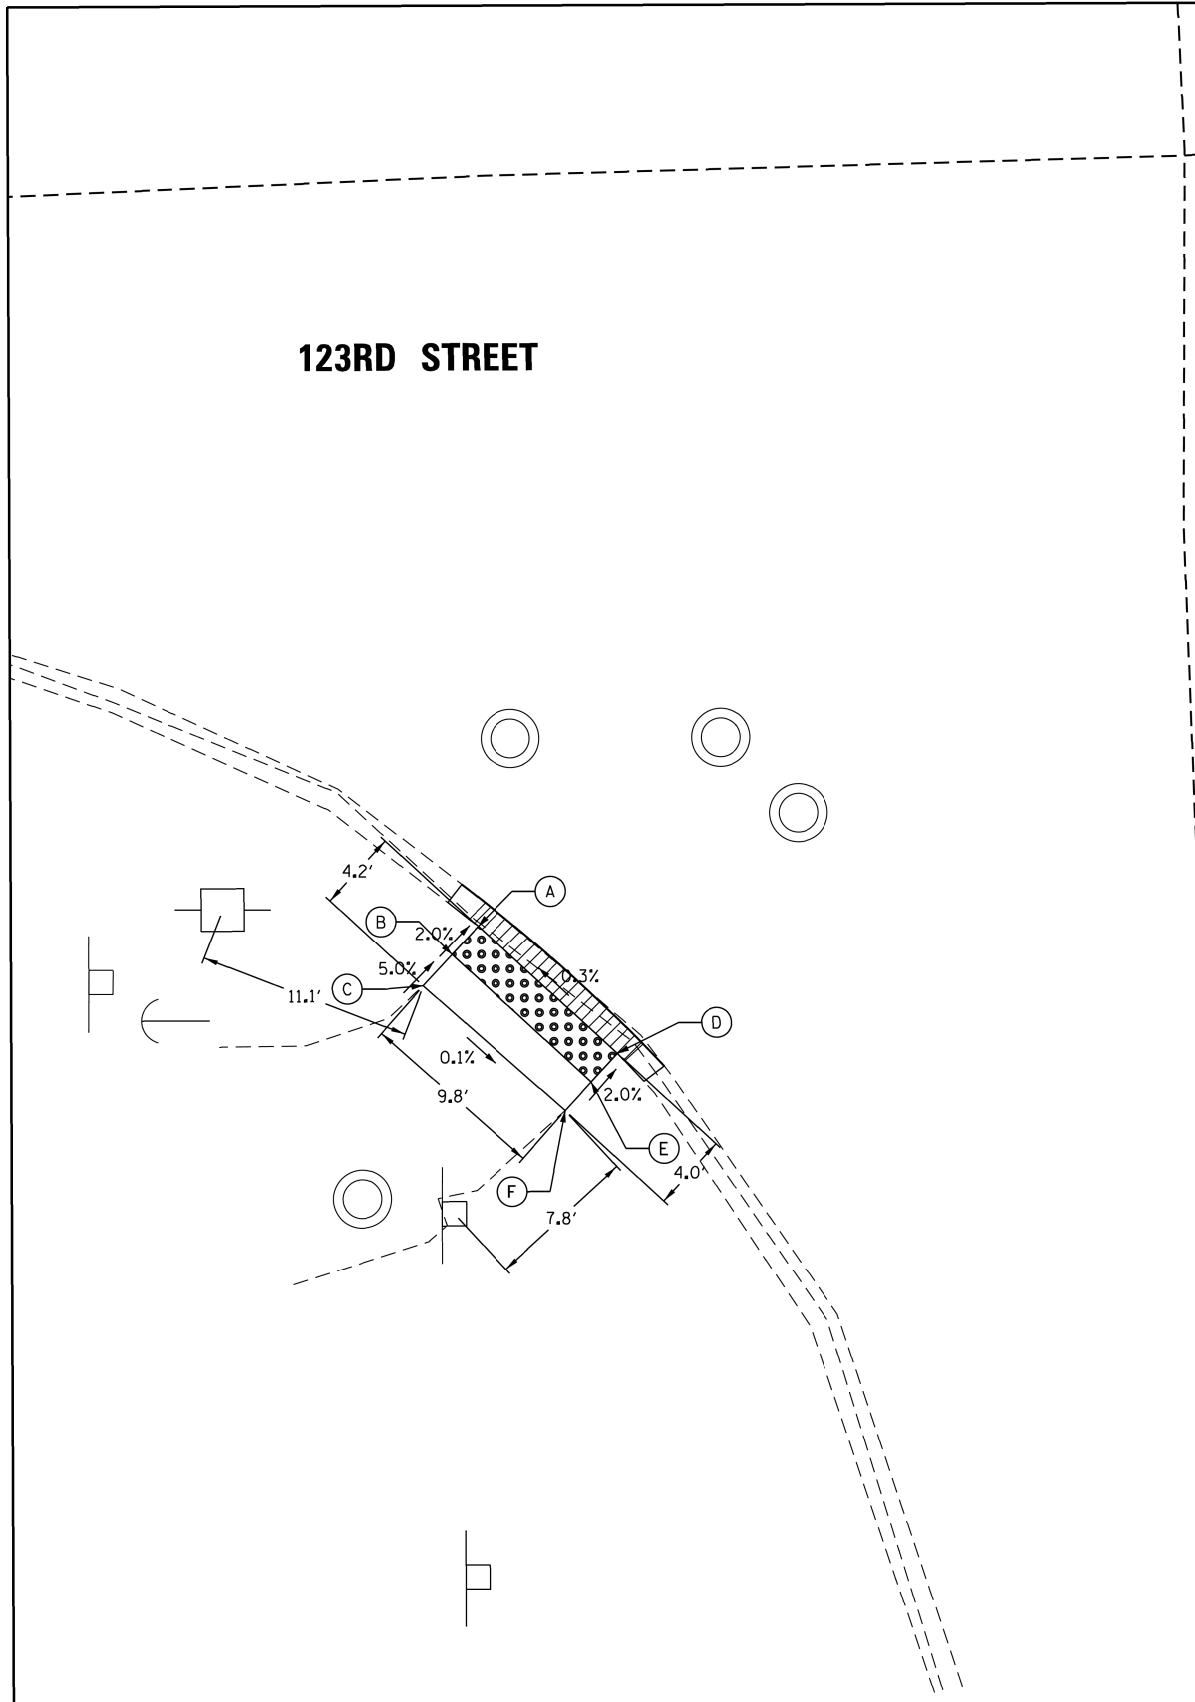 123RD STREET
4.2'
A
B
2.0%
5.0%
0.3%
C
11.1'
D
0.1%
9.8'
2.0%
E
4.0'
F
7.8'